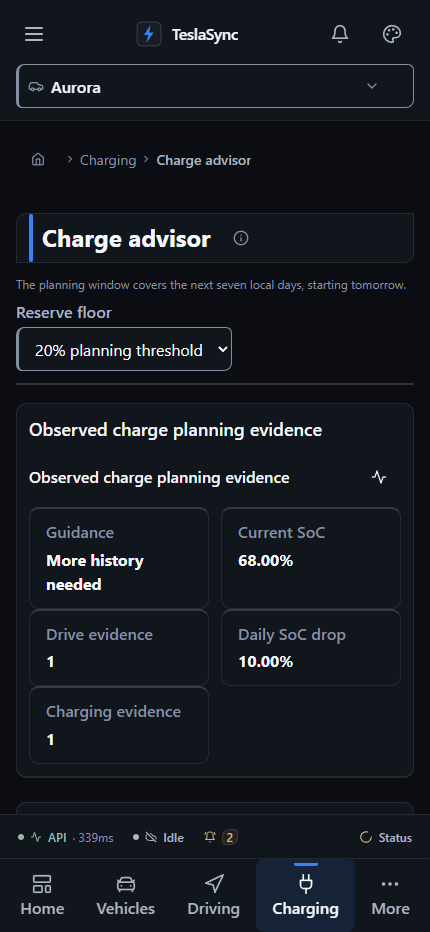 TeslaSync
Aurora
Charging
Charge advisor
Charge advisor
The planning window covers the next seven local days, starting tomorrow.
Reserve floor
20% planning threshold
Observed charge planning evidence
Observed charge planning evidence
Guidance
More history
needed
Current SoC
68.00%
Drive evidence
1
Daily SoC drop
10.00%
Charging evidence
1
API · 339ms
Idle
2
Status
Home
Vehicles
Driving
Charging
More